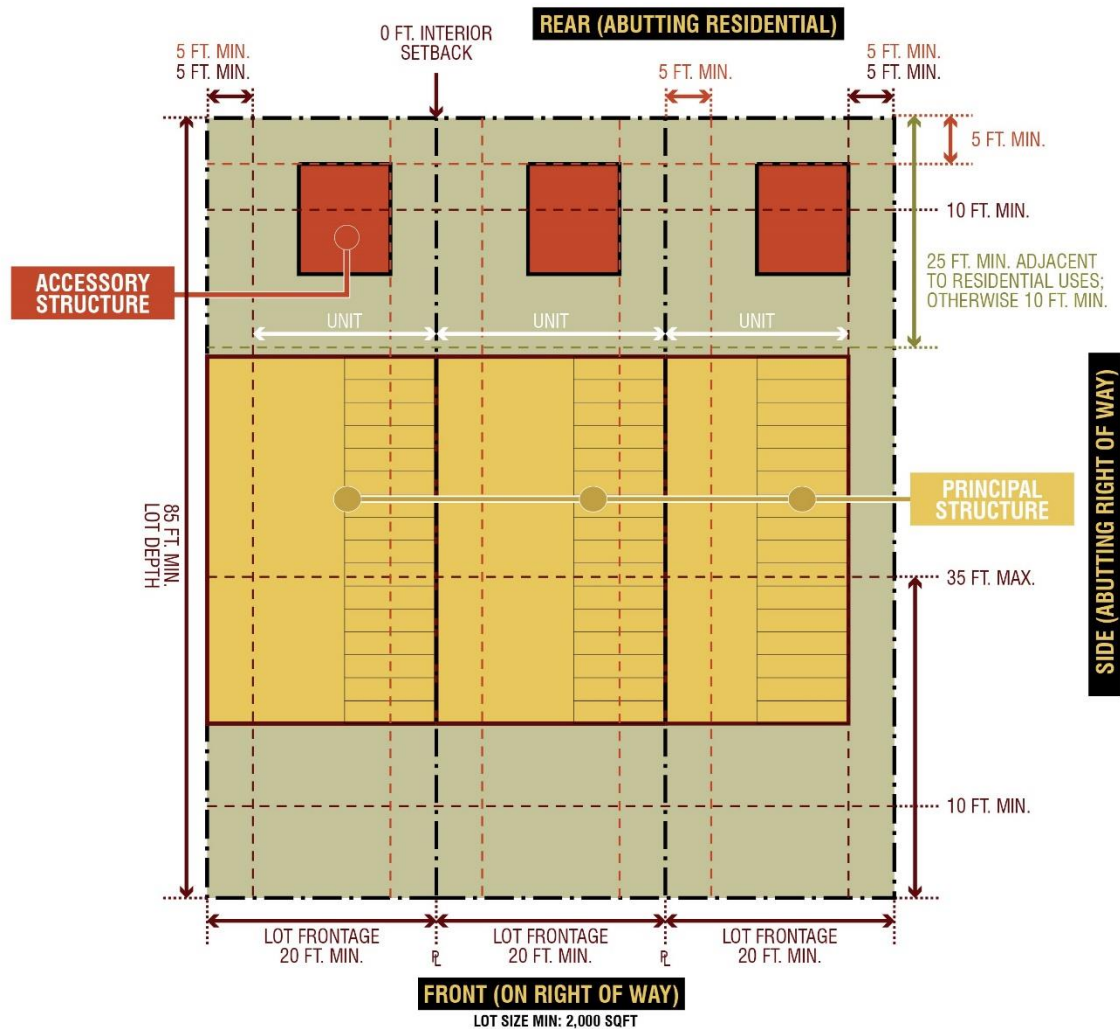 REAR (ABUTTING RESIDENTIAL)
0 FT. INTERIOR
SETBACK
5 FT. MIN.
5 FT. MIN.
5 FT. MIN.
5 FT. MIN.
5 FT. MIN.
5 FT. MIN.
10 FT. MIN.
25 FT. MIN. ADJACENT
TO RESIDENTIAL USES;
OTHERWISE 10 FT. MIN.
ACCESSORY
STRUCTURE
UNIT
UNIT
UNIT
SIDE (ABUTTING RIGHT OF WAY)
PRINCIPAL
STRUCTURE
85 FT. MIN.
LOT DEPTH
35 FT. MAX.
10 FT. MIN.
LOT FRONTAGE
20 FT. MIN.
LOT FRONTAGE
20 FT. MIN.
LOT FRONTAGE
20 FT. MIN.
PL
PL
FRONT (ON RIGHT OF WAY)
LOT SIZE MIN: 2,000 SQFT